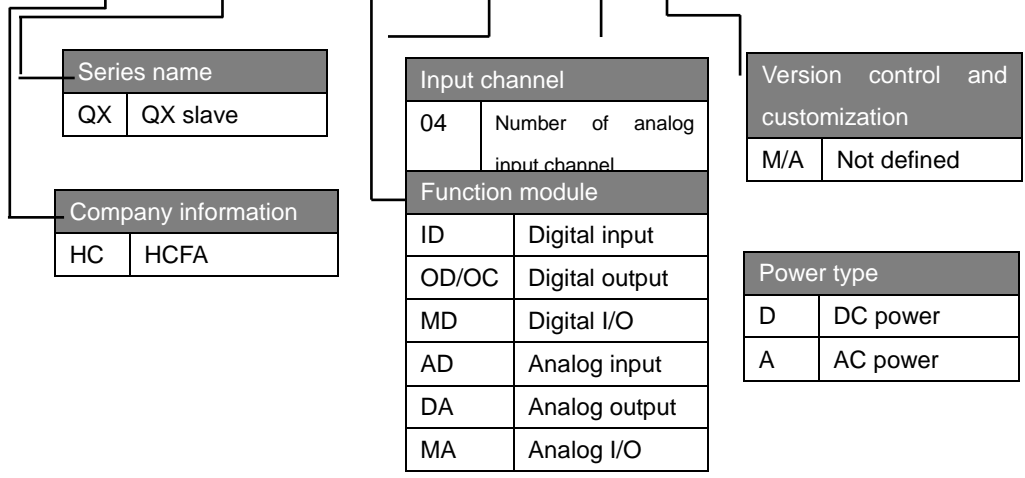 Series name
QX QX slave
Company information
HC HCFA
Input channel
04 Number of analog
input channel
Function module
ID Digital input
OD/OC Digital output
MD Digital I/O
AD Analog input
DA Analog output
MA Analog I/O
Version control and
customization
M/A Not defined
Power type
D DC power
A AC power